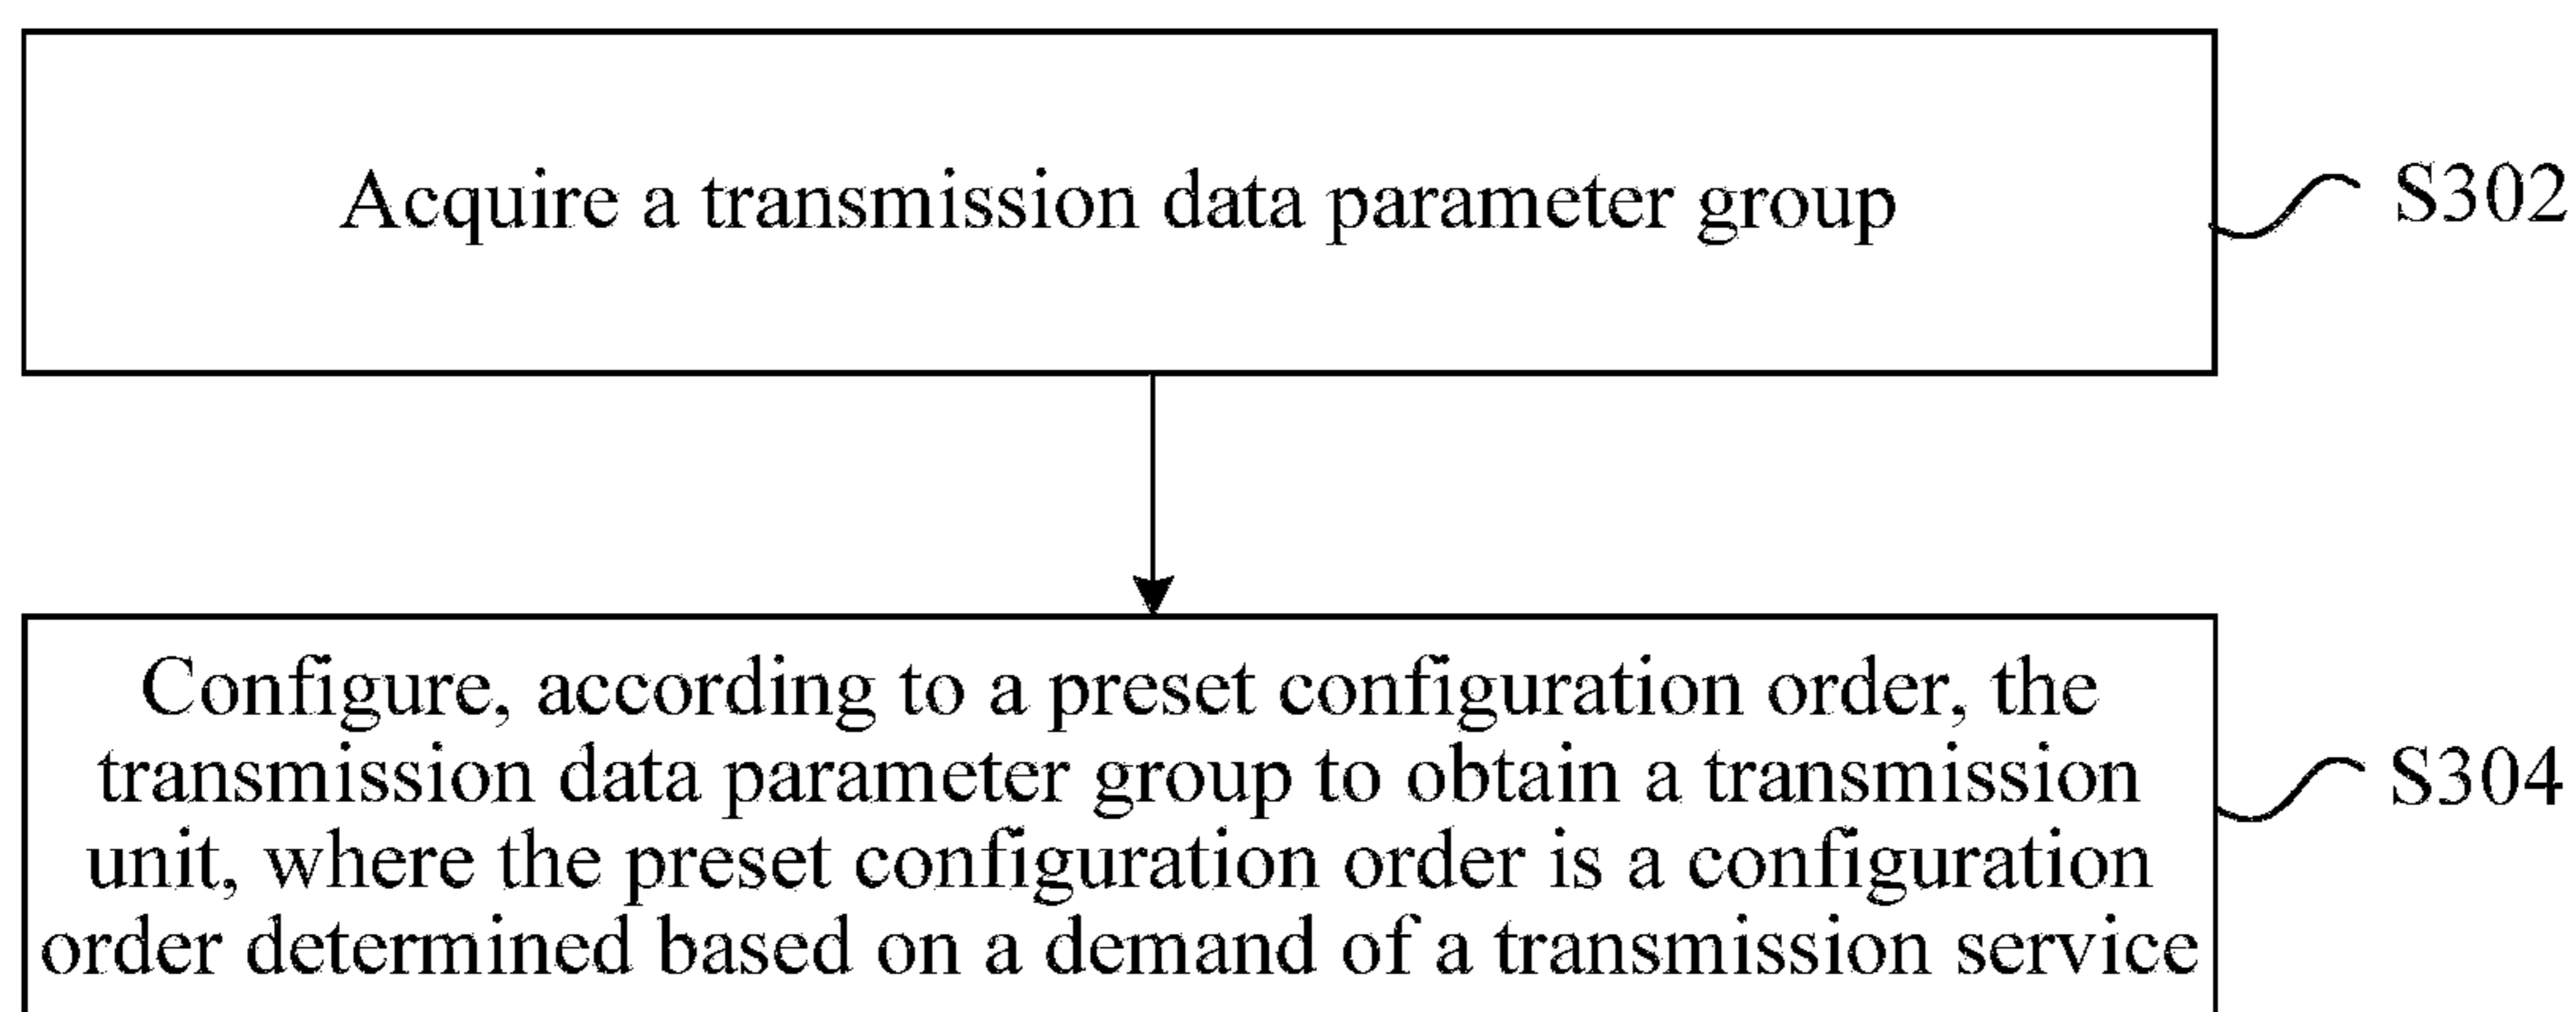 Acquire a transmission data parameter group
S302
Configure, according to a preset configuration order, the
transmission data parameter group to obtain a transmission
unit, where the preset configuration order is a configuration
order determined based on a demand of a transmission service
S304